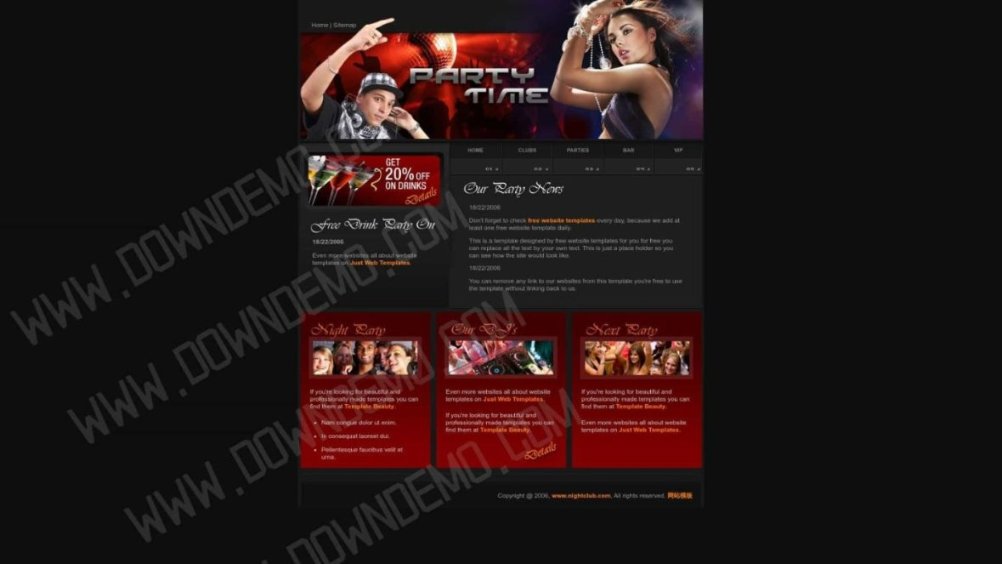 Home | Sitemap
PARTY
TIME
HOME CLUBS PARTIES BAR VIP
GET
20% OFF
ON DRINKS
Details
Free Drink Party On
18/22/2006
Even more websites all about website
templates on Just Web Templates.
Our Party News
18/22/2006
Don't forget to check free website templates every day, because we add at
least one free website template daily.
This is a template designed by free website templates for you for free you
can replace all the text by your own text. This is just a place holder so you
can see how the site would look like.
18/22/2006
You can remove any link to our websites from this template you're free to use
the template without linking back to us.
Night Party
If you're looking for beautiful and
professionally made templates you can
find them at Template Beauty.
Nam congue dolor ut enim.
In consequat laoreet dui.
Pellentesque faucibus velit et
urna.
Our DJ's
Even more websites all about website
templates on Just Web Templates.
If you're looking for beautiful and
professionally made templates you can
find them at Template Beauty.
Details
Next Party
If you're looking for beautiful and
professionally made templates you can
find them at Template Beauty.
Even more websites all about website
templates on Just Web Templates.
Copyright @ 2006, www.nightclub.com, All rights reserved. 网站模板
WWW.DOWNDEMO.COM
WWW.DOWNDEMO.COM
WWW.DOWNDEMO.COM
WWW.DOWNDEMO.COM
DOWNDEMO.COM